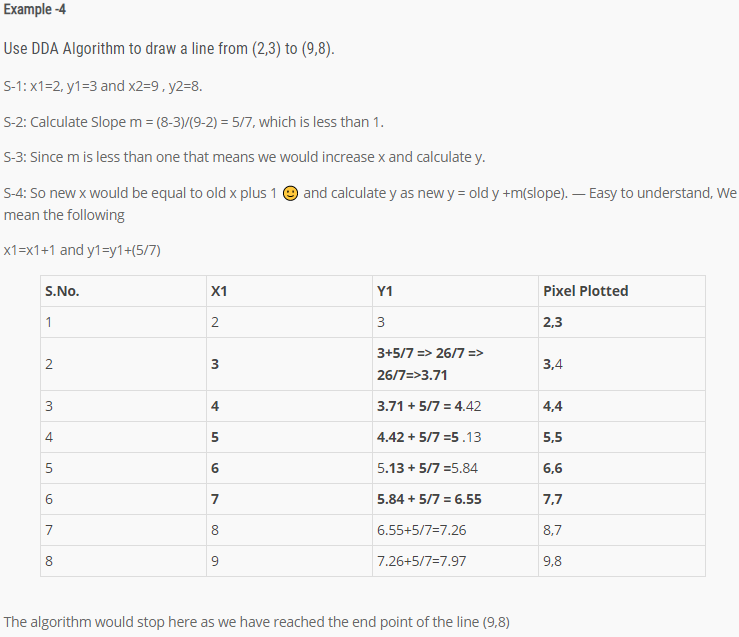 Example -4
Use DDA Algorithm to draw a line from (2,3) to (9,8).
S-1: x1=2, y1=3 and x2=9 , y2=8.
S-2: Calculate Slope m = (8-3)/(9-2) = 5/7, which is less than 1.
S-3: Since m is less than one that means we would increase x and calculate y.
S-4: So new x would be equal to old x plus 1 🙂 and calculate y as new y = old y +m(slope). — Easy to understand, We
mean the following
x1=x1+1 and y1=y1+(5/7)
S.No. X1 Y1 Pixel Plotted
1 2 3 2,3
2 3 3+5/7 => 26/7 => 3,4
26/7=>3.71
3 4 3.71 + 5/7 = 4.42 4,4
4 5 4.42 + 5/7 =5 .13 5,5
5 6 5.13 + 5/7 =5.84 6,6
6 7 5.84 + 5/7 = 6.55 7,7
7 8 6.55+5/7=7.26 8,7
8 9 7.26+5/7=7.97 9,8
The algorithm would stop here as we have reached the end point of the line (9,8)